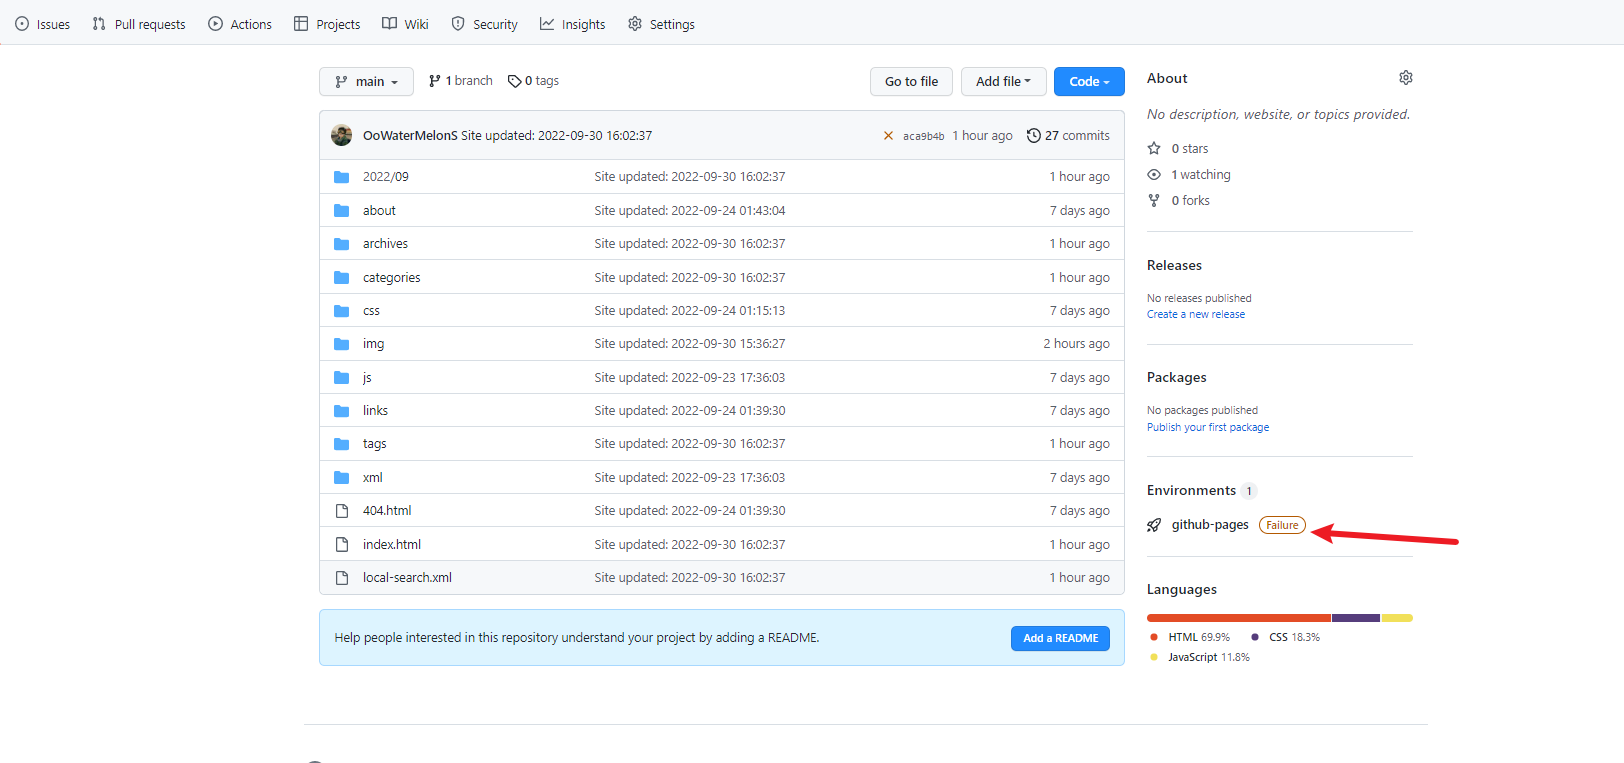 Issues Pull requests Actions Projects Wiki Security Insights Settings
main 1 branch 0 tags Go to file Add file Code
OoWaterMelonS Site updated: 2022-09-30 16:02:37 aca9b4b 1 hour ago 27 commits
2022/09 Site updated: 2022-09-30 16:02:37 1 hour ago
about Site updated: 2022-09-24 01:43:04 7 days ago
archives Site updated: 2022-09-30 16:02:37 1 hour ago
categories Site updated: 2022-09-30 16:02:37 1 hour ago
css Site updated: 2022-09-24 01:15:13 7 days ago
img Site updated: 2022-09-30 15:36:27 2 hours ago
js Site updated: 2022-09-23 17:36:03 7 days ago
links Site updated: 2022-09-24 01:39:30 7 days ago
tags Site updated: 2022-09-30 16:02:37 1 hour ago
xml Site updated: 2022-09-23 17:36:03 7 days ago
404.html Site updated: 2022-09-24 01:39:30 7 days ago
index.html Site updated: 2022-09-30 16:02:37 1 hour ago
local-search.xml Site updated: 2022-09-30 16:02:37 1 hour ago
Help people interested in this repository understand your project by adding a README. Add a README
About
No description, website, or topics provided.
0 stars
1 watching
0 forks
Releases
No releases published
Create a new release
Packages
No packages published
Publish your first package
Environments 1
github-pages Failure
Languages
HTML 69.9% CSS 18.3%
JavaScript 11.8%